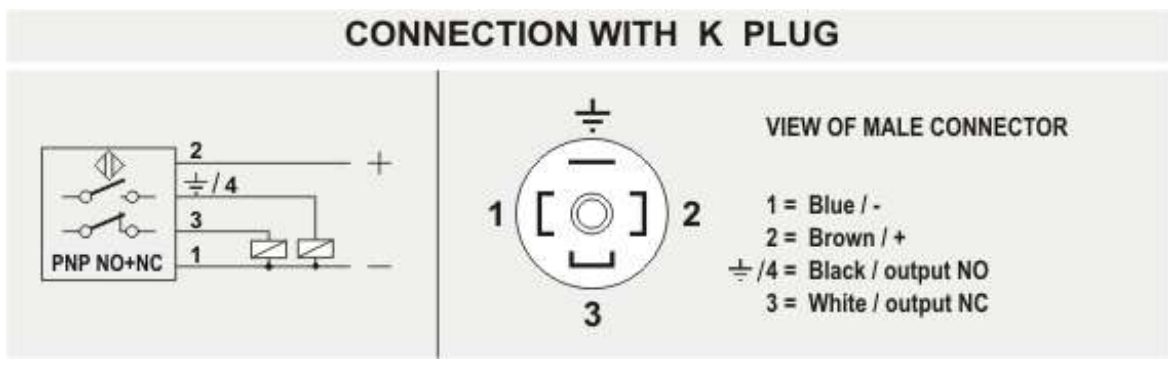 CONNECTION WITH K PLUG
2
+
⏚/4
3
1
−
PNP NO+NC
⏚
1
2
3
VIEW OF MALE CONNECTOR
1 = Blue / -
2 = Brown / +
⏚/4 = Black / output NO
3 = White / output NC